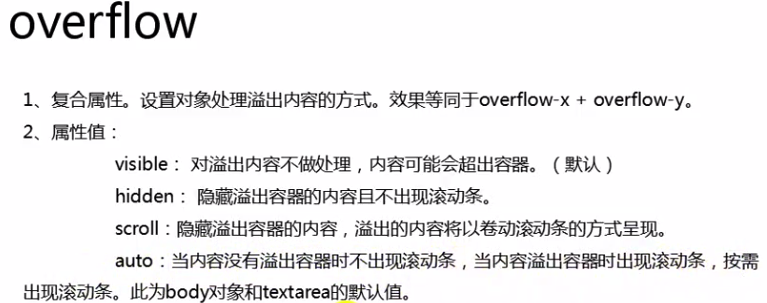 overflow
1、复合属性。设置对象处理溢出内容的方式。效果等同于overflow-x + overflow-y。
2、属性值：
visible： 对溢出内容不做处理，内容可能会超出容器。（默认）
hidden： 隐藏溢出容器的内容且不出现滚动条。
scroll：隐藏溢出容器的内容，溢出的内容将以卷动滚动条的方式呈现。
auto：当内容没有溢出容器时不出现滚动条，当内容溢出容器时出现滚动条，按需
出现滚动条。此为body对象和textarea的默认值。